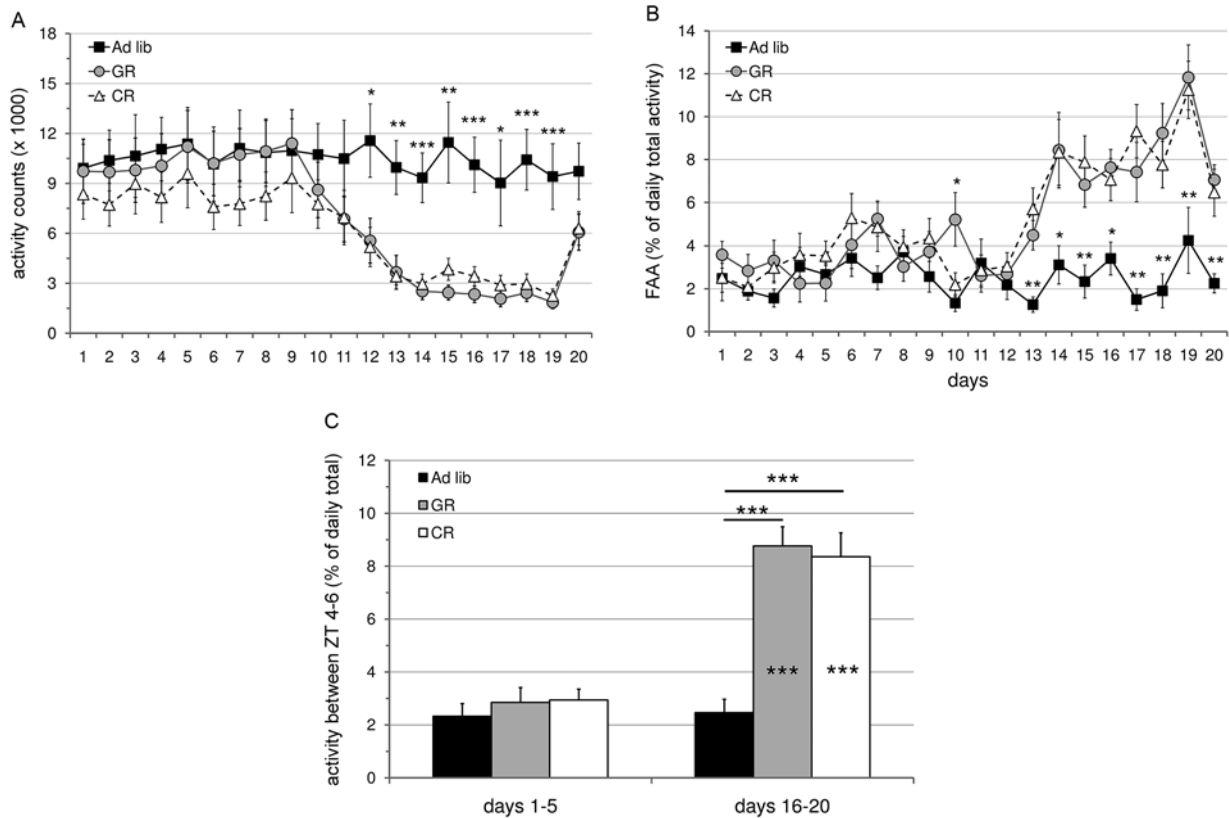 A
activity counts (x 1000)
18
15
12
9
6
3
0
Ad lib
GR
CR
* ** *** ** *** * *** ***
1 2 3 4 5 6 7 8 9 10 11 12 13 14 15 16 17 18 19 20
B
FAA (% of daily total activity)
14
12
10
8
6
4
2
0
Ad lib
GR
CR
* ** * ** * ** ** ** **
1 2 3 4 5 6 7 8 9 10 11 12 13 14 15 16 17 18 19 20
days
C
activity between ZT 4-6 (% of daily total)
12
10
8
6
4
2
0
Ad lib
GR
CR
***
***
*** ***
days 1-5 days 16-20